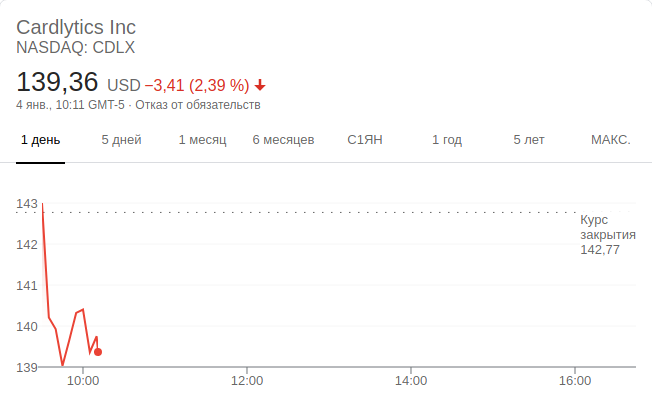 Cardlytics Inc
NASDAQ: CDLX
139,36 USD −3,41 (2,39 %)
4 янв., 10:11 GMT-5 · Отказ от обязательств
1 день 5 дней 1 месяц 6 месяцев С1ЯН 1 год 5 лет МАКС.
143
Курс
закрытия
142,77
142
141
140
139
10:00 12:00 14:00 16:00